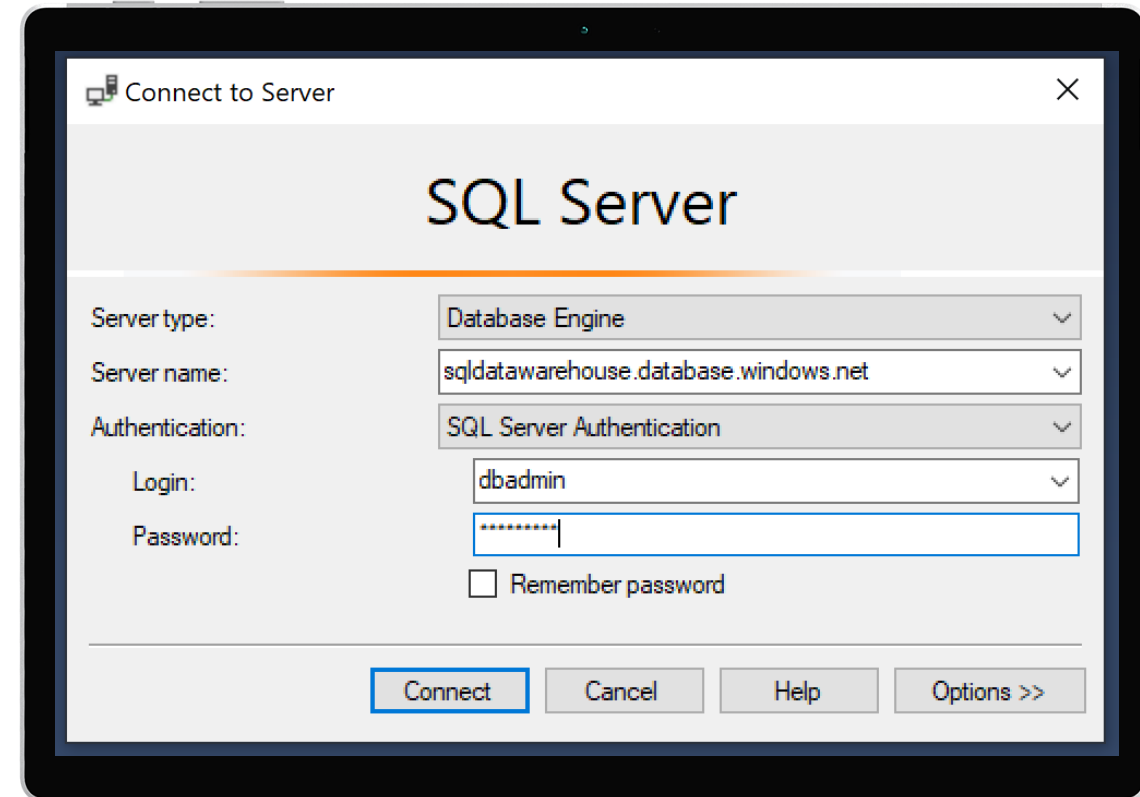 Connect to Server
SQL Server
Server type: Database Engine
Server name: sqldatawarehouse.database.windows.net
Authentication: SQL Server Authentication
Login: dbadmin
Password: *********
Remember password
Connect Cancel Help Options >>